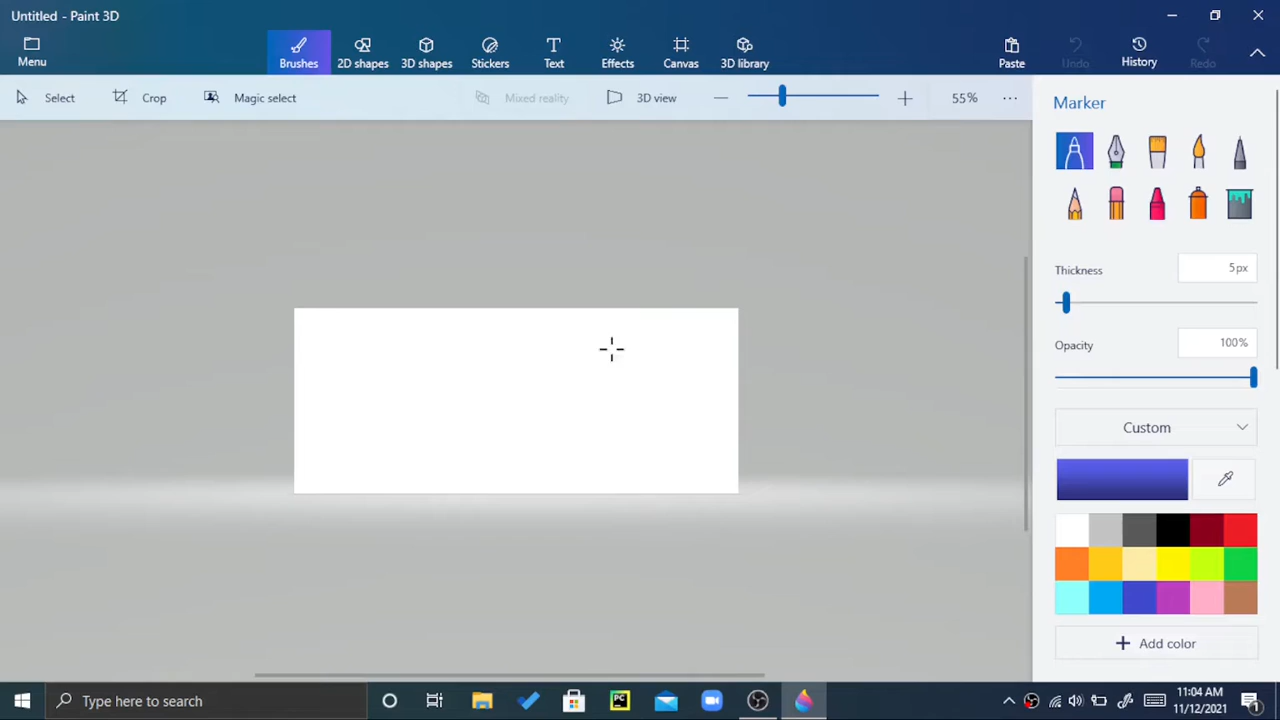 Untitled - Paint 3D
Menu
Brushes
2D shapes
3D shapes
Stickers
Text
Effects
Canvas
3D library
Paste
Undo
History
Redo
Select
Crop
Magic select
Mixed reality
3D view
55%
Marker
Thickness
5px
Opacity
100%
Custom
Add color
Type here to search
PC
11:04 AM
11/12/2021
1